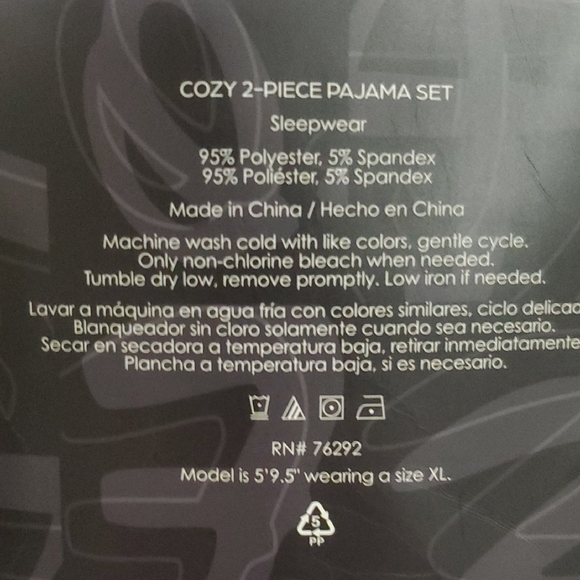 COZY 2-PIECE PAJAMA SET
Sleepwear
95% Polyester, 5% Spandex
95% Poliéster, 5% Spandex
Made in China / Hecho en China
Machine wash cold with like colors, gentle cycle.
Only non-chlorine bleach when needed.
Tumble dry low, remove promptly. Low iron if needed.
Lavar a máquina en agua fría con colores similares, ciclo delicad
Blanqueador sin cloro solamente cuando sea necesario.
Secar en secadora a temperatura baja, retirar inmediatamente
Plancha a temperatura baja, si es necesario.
RN# 76292
Model is 5'9.5" wearing a size XL.
5
PP